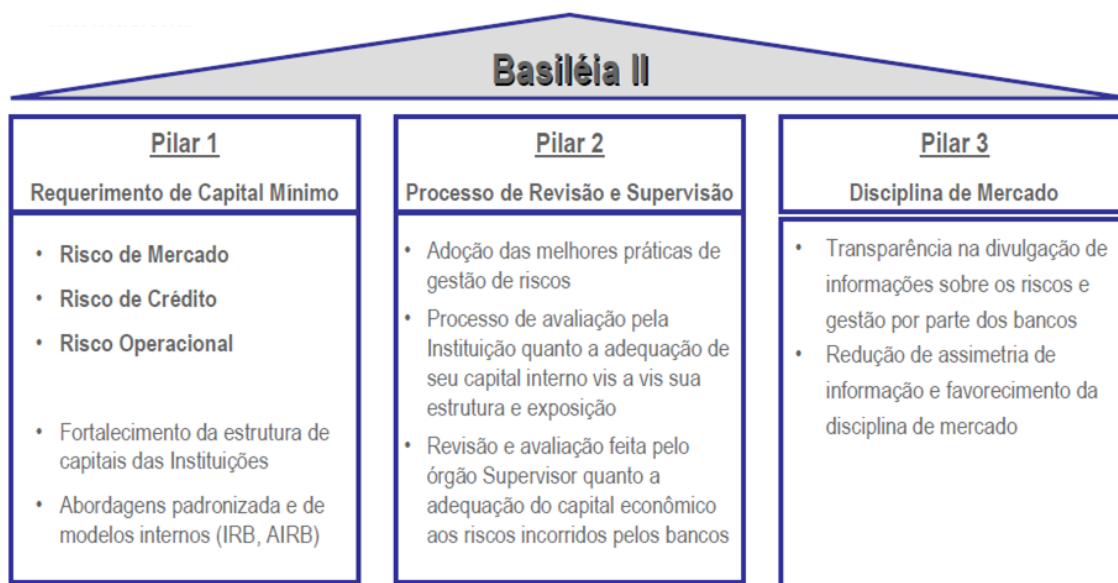 Basiléia II
Pilar 1
Requerimento de Capital Mínimo
• Risco de Mercado
• Risco de Crédito
• Risco Operacional
• Fortalecimento da estrutura de
capitais das Instituições
• Abordagens padronizada e de
modelos internos (IRB, AIRB)
Pilar 2
Processo de Revisão e Supervisão
• Adoção das melhores práticas de
gestão de riscos
• Processo de avaliação pela
Instituição quanto a adequação de
seu capital interno vis a vis sua
estrutura e exposição
• Revisão e avaliação feita pelo
órgão Supervisor quanto a
adequação do capital econômico
aos riscos incorridos pelos bancos
Pilar 3
Disciplina de Mercado
• Transparência na divulgação de
informações sobre os riscos e
gestão por parte dos bancos
• Redução de assimetria de
informação e favorecimento da
disciplina de mercado